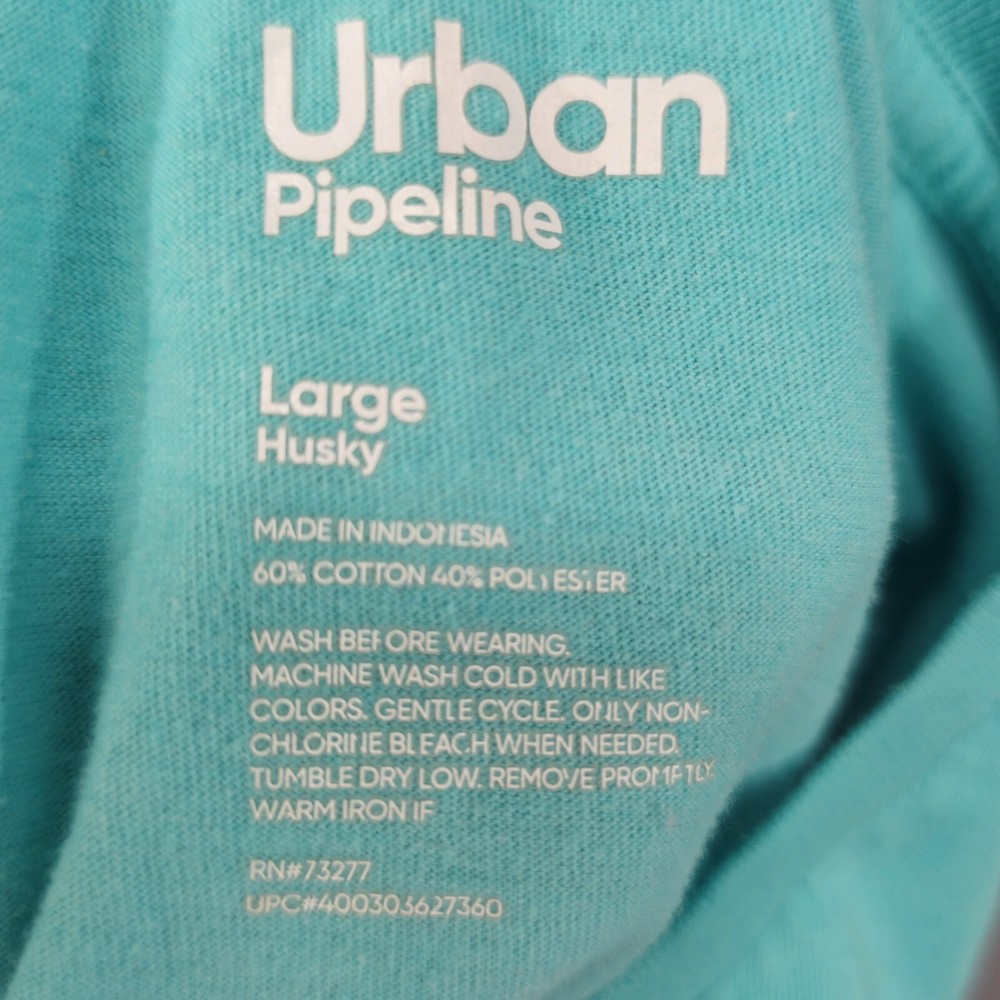 Urban
Pipeline
Large
Husky
MADE IN INDONESIA
60% COTTON 40% POLYESTER
WASH BEFORE WEARING.
MACHINE WASH COLD WITH LIKE
COLORS. GENTLE CYCLE. ONLY NON-
CHLORINE BLEACH WHEN NEEDED.
TUMBLE DRY LOW. REMOVE PROMPTLY.
WARM IRON IF
RN#73277
UPC#400303627360